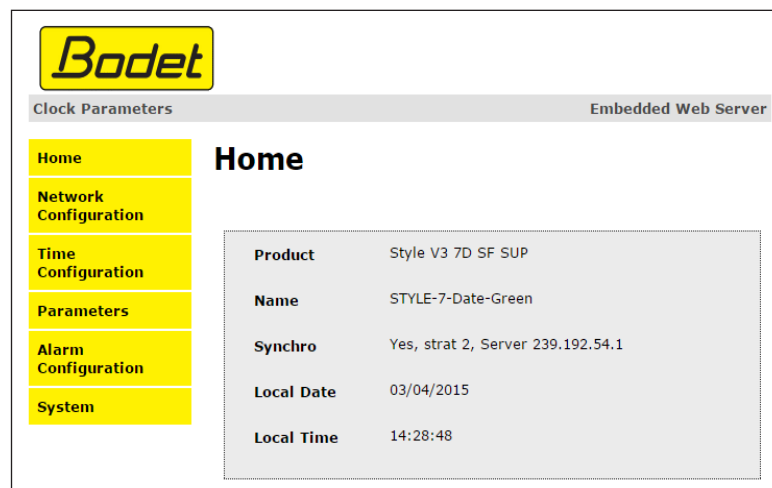 Bodet
Clock Parameters
Embedded Web Server
Home
Network
Configuration
Time
Configuration
Parameters
Alarm
Configuration
System
Home
Product Style V3 7D SF SUP
Name STYLE-7-Date-Green
Synchro Yes, strat 2, Server 239.192.54.1
Local Date 03/04/2015
Local Time 14:28:48